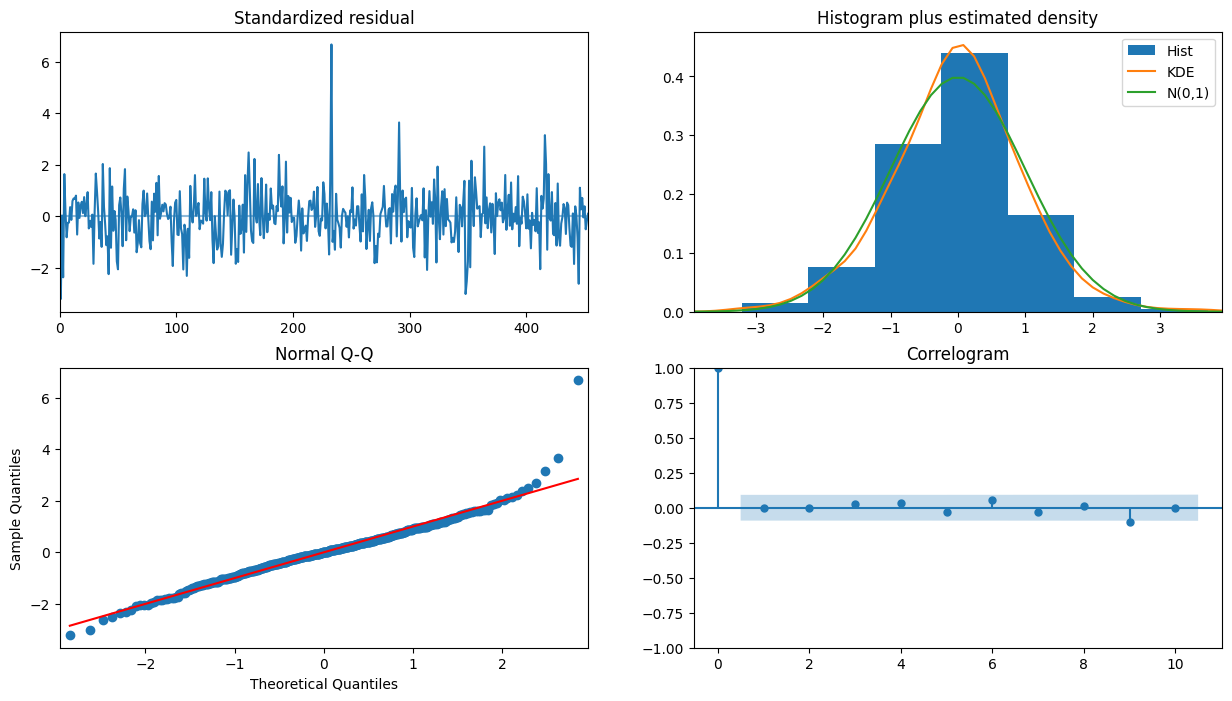 Standardized residual
6
4
2
0
−2
0 100 200 300 400
Histogram plus estimated density
Hist
KDE
N(0,1)
0.4
0.3
0.2
0.1
0.0
−3 −2 −1 0 1 2 3
Normal Q-Q
Sample Quantiles
6
4
2
0
−2
−2 −1 0 1 2
Theoretical Quantiles
Correlogram
1.00
0.75
0.50
0.25
0.00
−0.25
−0.50
−0.75
−1.00
0 2 4 6 8 10